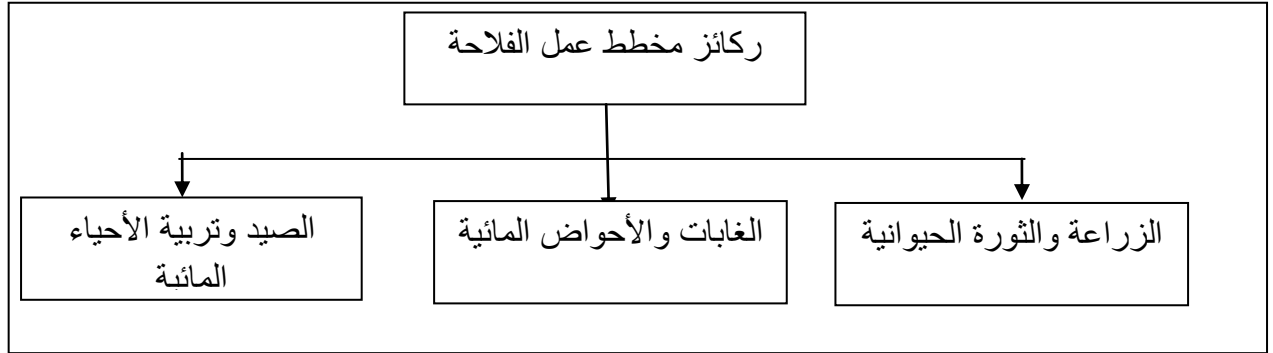 ركائز مخطط عمل الفلاحة
الزراعة والثورة الحيوانية
الغابات والأحواض المائية
الصيد وتربية الأحياء
المائية